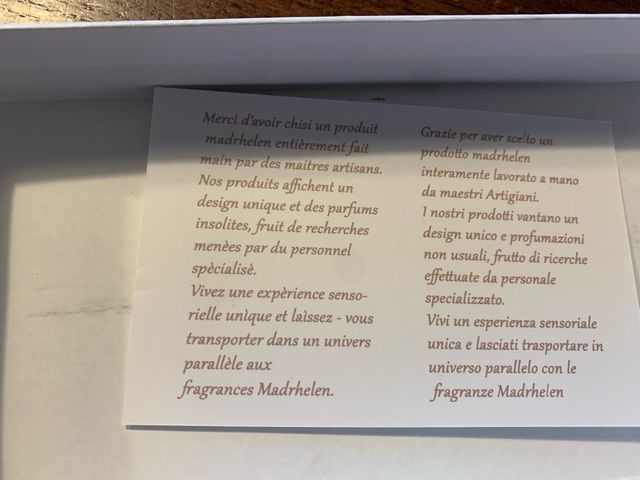 Mercì d'avoir chisi un produit
madrhelen entièrement fait
main par des maitres artisans.
Nos produits affichent un
design unique et des parfums
insolites, fruit de recherches
menèes par du personnel
spècialisè.
Vivez une expèrience senso-
rielle unìque et laìssez - vous
transporter dans un univers
parallèle aux
fragrances Madrhelen.
Grazie per aver scelto un
prodotto madrhelen
interamente lavorato a mano
da maestri Artigiani.
I nostri prodotti vantano un
design unico e profumazioni
non usuali, frutto di ricerche
effettuate da personale
specializzato.
Vivi un esperienza sensoriale
unica e lasciati trasportare in
universo parallelo con le
fragranze Madrhelen